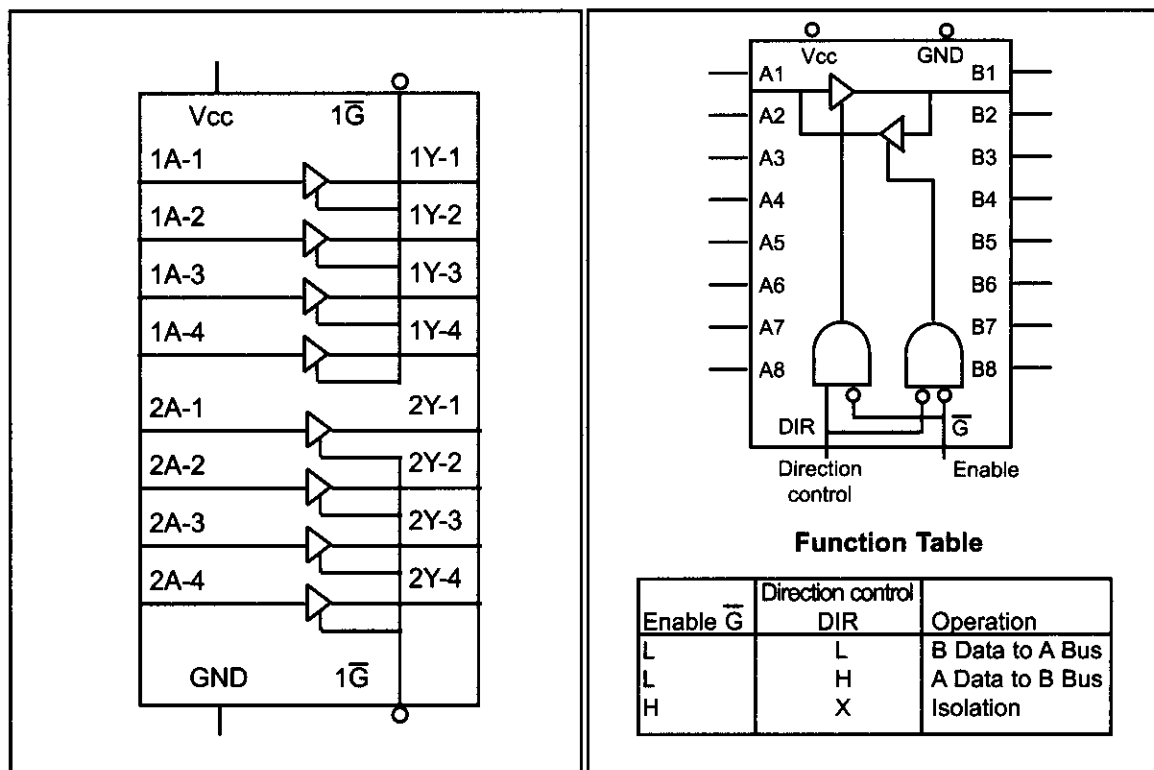 Vcc 1G̅
1A-1 1Y-1
1A-2 1Y-2
1A-3 1Y-3
1A-4 1Y-4
2A-1 2Y-1
2A-2 2Y-2
2A-3 2Y-3
2A-4 2Y-4
GND 1G̅
Vcc GND
A1 B1
A2 B2
A3 B3
A4 B4
A5 B5
A6 B6
A7 B7
A8 B8
DIR G̅
Direction control
Enable
Function Table
Enable G̅ Direction control DIR Operation
L L B Data to A Bus
L H A Data to B Bus
H X Isolation